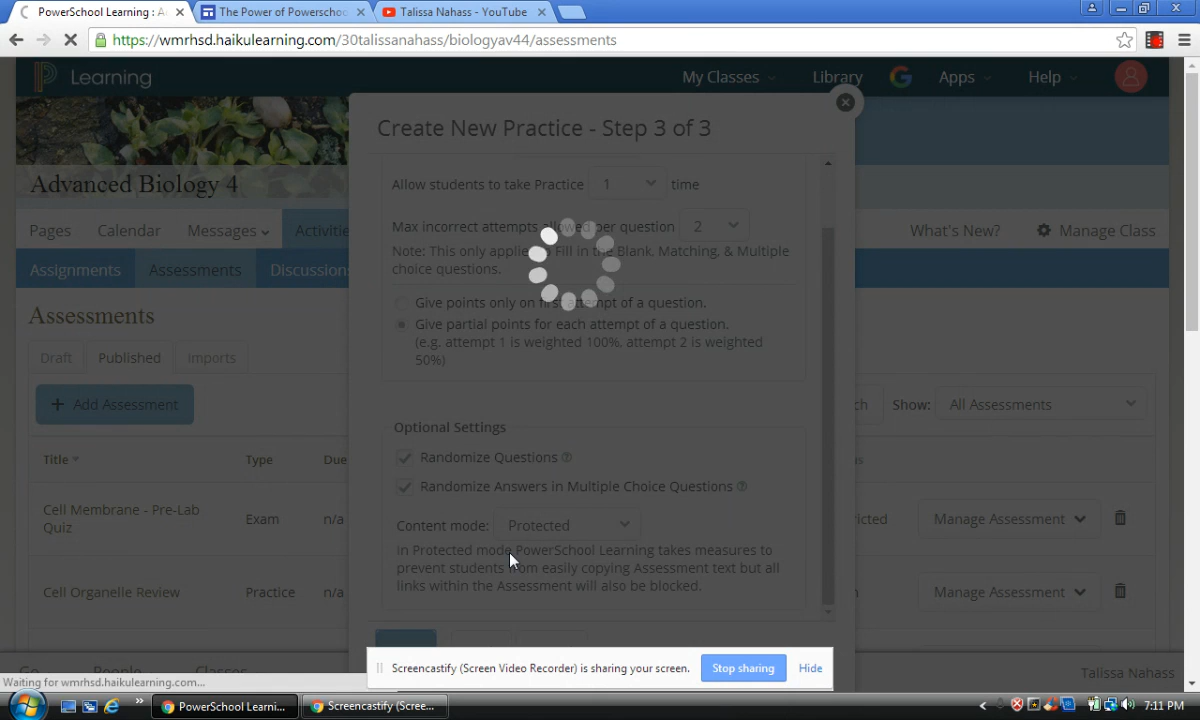 PowerSchool Learning : A
The Power of Powerschoo
Talissa Nahass - YouTube
https://wmrhsd.haikulearning.com/30talissanahass/biologyav44/assessments
Learning
My Classes
Library
Apps
Help
Create New Practice - Step 3 of 3
Advanced Biology 4
Allow students to take Practice 1 time
Pages
Calendar
Messages
Activitie
Max incorrect attempts allowed per question 2
What's New?
Manage Class
Note: This only applies to Fill in the Blank, Matching, & Multiple
choice questions.
Assignments
Assessments
Discussions
Give points only on first attempt of a question.
Assessments
Give partial points for each attempt of a question.
(e.g. attempt 1 is weighted 100%, attempt 2 is weighted
50%)
Draft
Published
Imports
+ Add Assessment
ch
Show:
All Assessments
Optional Settings
Title
Type
Due
us
Randomize Questions
Randomize Answers in Multiple Choice Questions
Cell Membrane - Pre-Lab
Quiz
Exam
n/a
ricted
Manage Assessment
Content mode: Protected
In Protected mode PowerSchool Learning takes measures to
prevent students from easily copying Assessment text but all
links within the Assessment will also be blocked.
Cell Organelle Review
Practice
n/a
Manage Assessment
Screencastify (Screen Video Recorder) is sharing your screen.
Stop sharing
Hide
Talissa Nahass
Waiting for wmrhsd.haikulearning.com...
PowerSchool Learni...
Screencastify (Scree...
7:11 PM